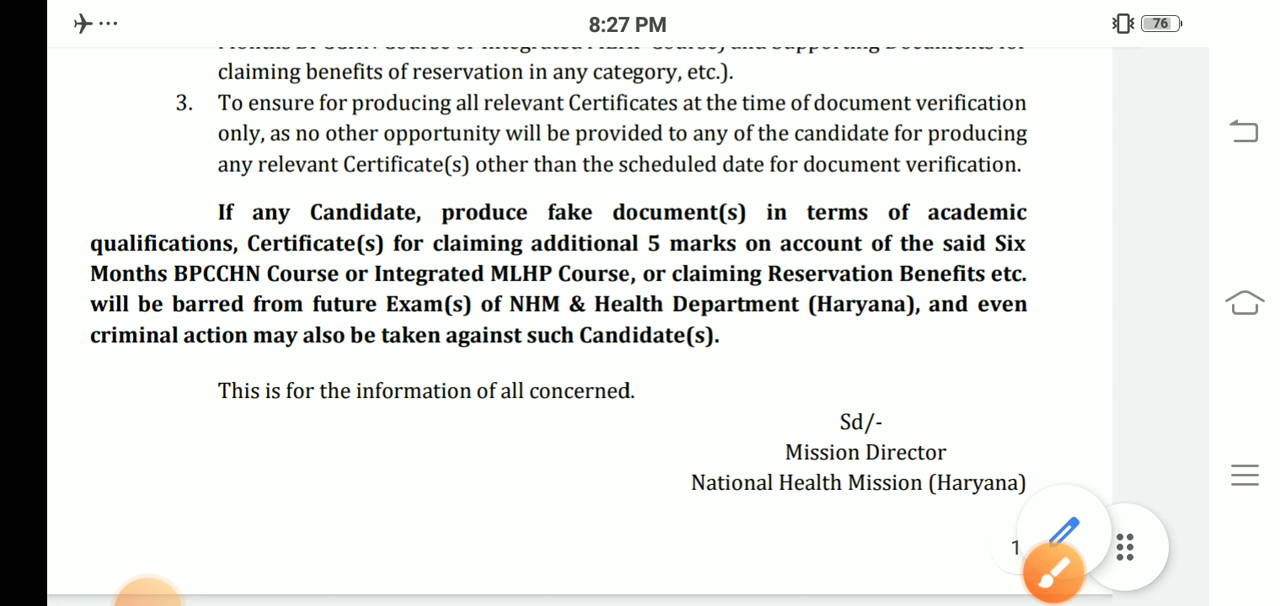 8:27 PM
76
claiming benefits of reservation in any category, etc.).
3. To ensure for producing all relevant Certificates at the time of document verification
only, as no other opportunity will be provided to any of the candidate for producing
any relevant Certificate(s) other than the scheduled date for document verification.
If any Candidate, produce fake document(s) in terms of academic
qualifications, Certificate(s) for claiming additional 5 marks on account of the said Six
Months BPCCHN Course or Integrated MLHP Course, or claiming Reservation Benefits etc.
will be barred from future Exam(s) of NHM & Health Department (Haryana), and even
criminal action may also be taken against such Candidate(s).
This is for the information of all concerned.
Sd/-
Mission Director
National Health Mission (Haryana)
1